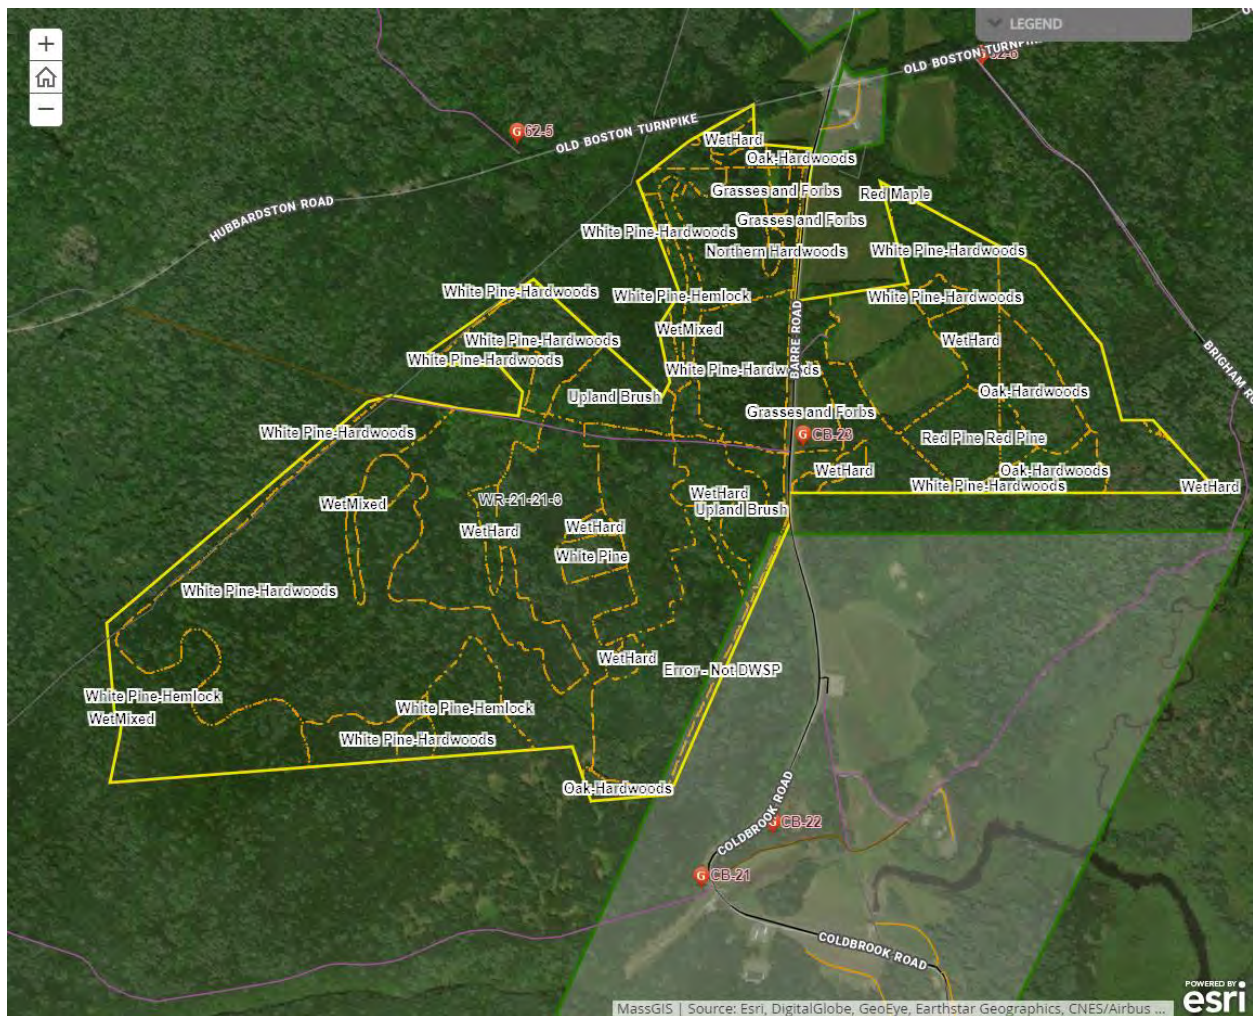 LEGEND
+
−
OLD BOSTON TURNPIKE
62-5
OLD BOSTON TURNPIKE
WetHard
Oak-Hardwoods
Grasses and Forbs
Red Maple
HUBBARDSTON ROAD
Grasses and Forbs
White Pine-Hardwoods
Northern Hardwoods
White Pine-Hardwoods
White Pine-Hardwoods
White Pine-Hemlock
White Pine-Hardwoods
WetMixed
BARRE ROAD
White Pine-Hardwoods
WetHard
White Pine-Hardwoods
White Pine-Hardwoods
Upland Brush
Oak-Hardwoods
Grasses and Forbs
White Pine-Hardwoods
CB-23
Red Pine Red Pine
WetHard
Oak-Hardwoods
White Pine-Hardwoods
WetHard
WetMixed
WR-21-21-3
WetHard
Upland Brush
WetHard
WetHard
White Pine
White Pine-Hardwoods
WetHard
Error - Not DWSP
White Pine-Hemlock
WetMixed
White Pine-Hemlock
White Pine-Hardwoods
Oak-Hardwoods
COLDBROOK ROAD
G CB-22
G CB-21
COLDBROOK ROAD
MassGIS | Source: Esri, DigitalGlobe, GeoEye, Earthstar Geographics, CNES/Airbus ...
POWERED BY
esri